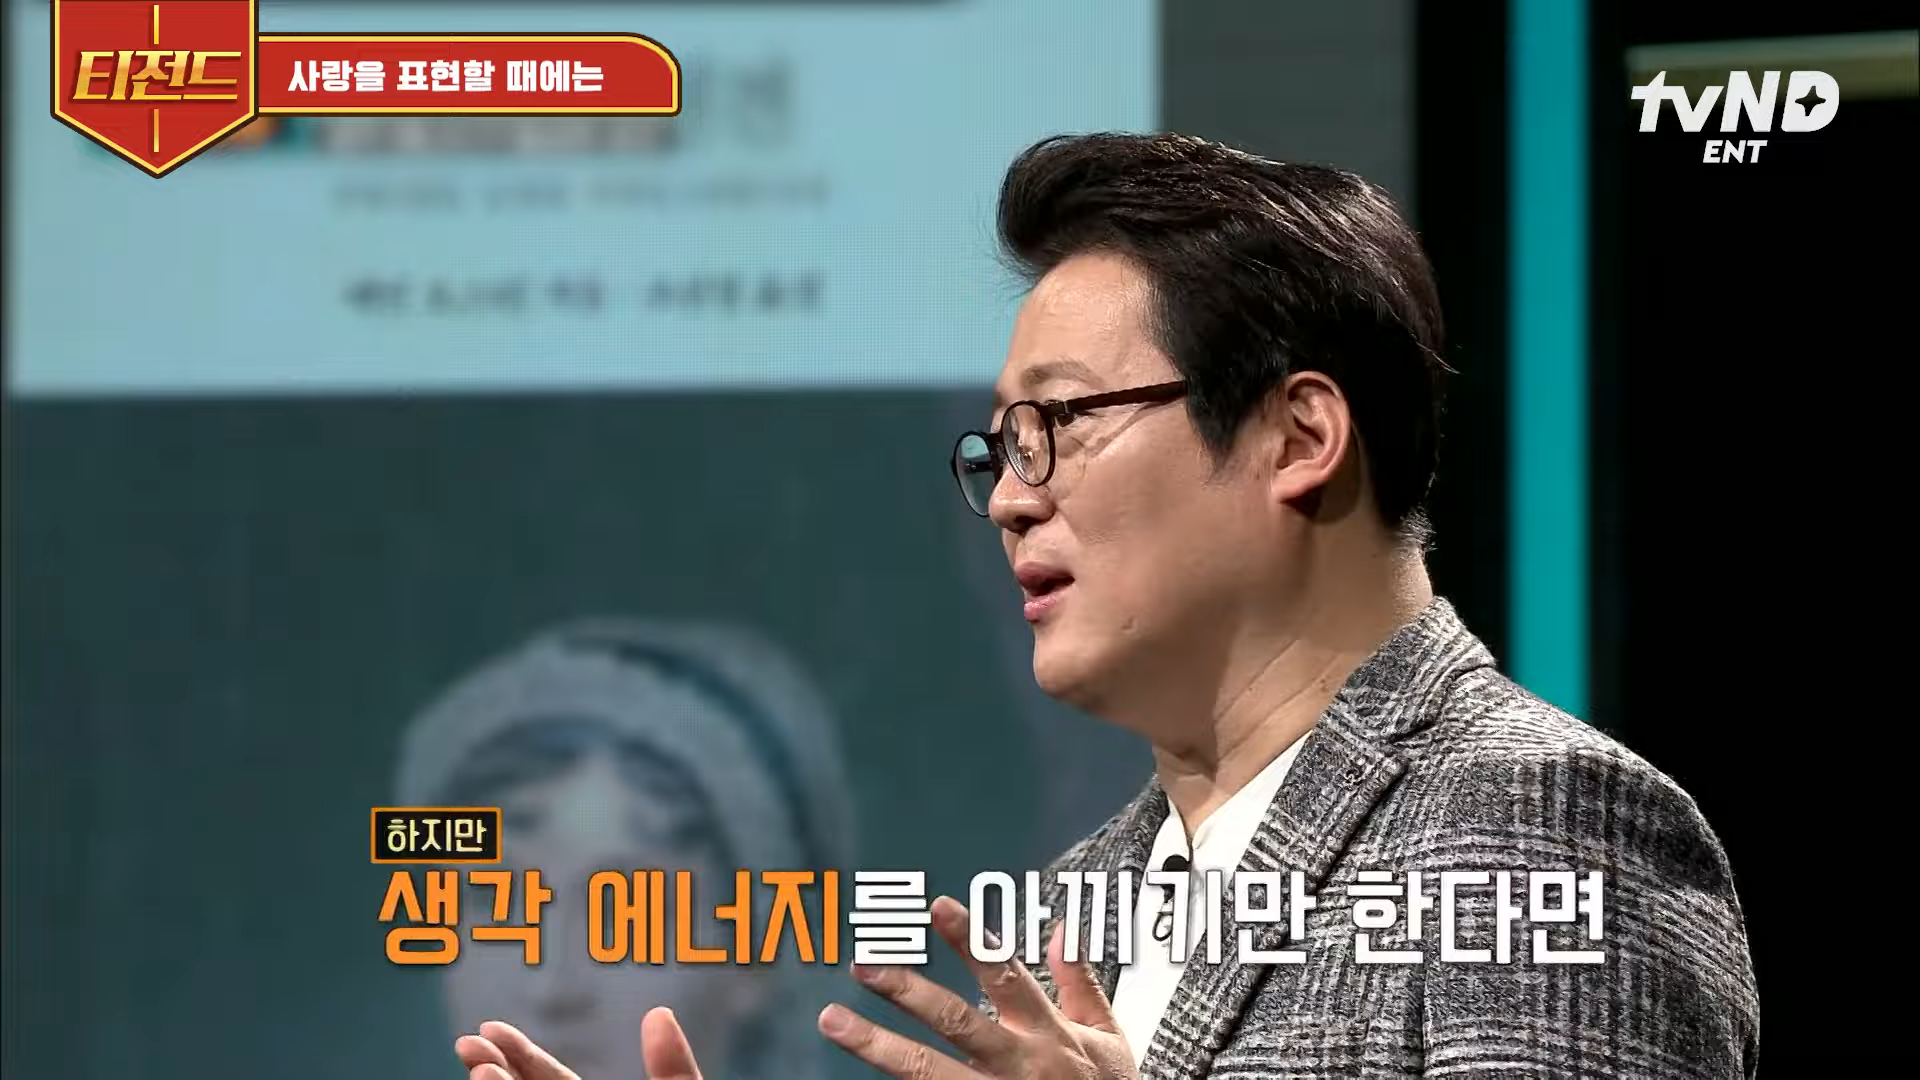 티전드
사랑을 표현할 때에는
tvND
ENT
하지만
생각 에너지를 아끼기만 한다면